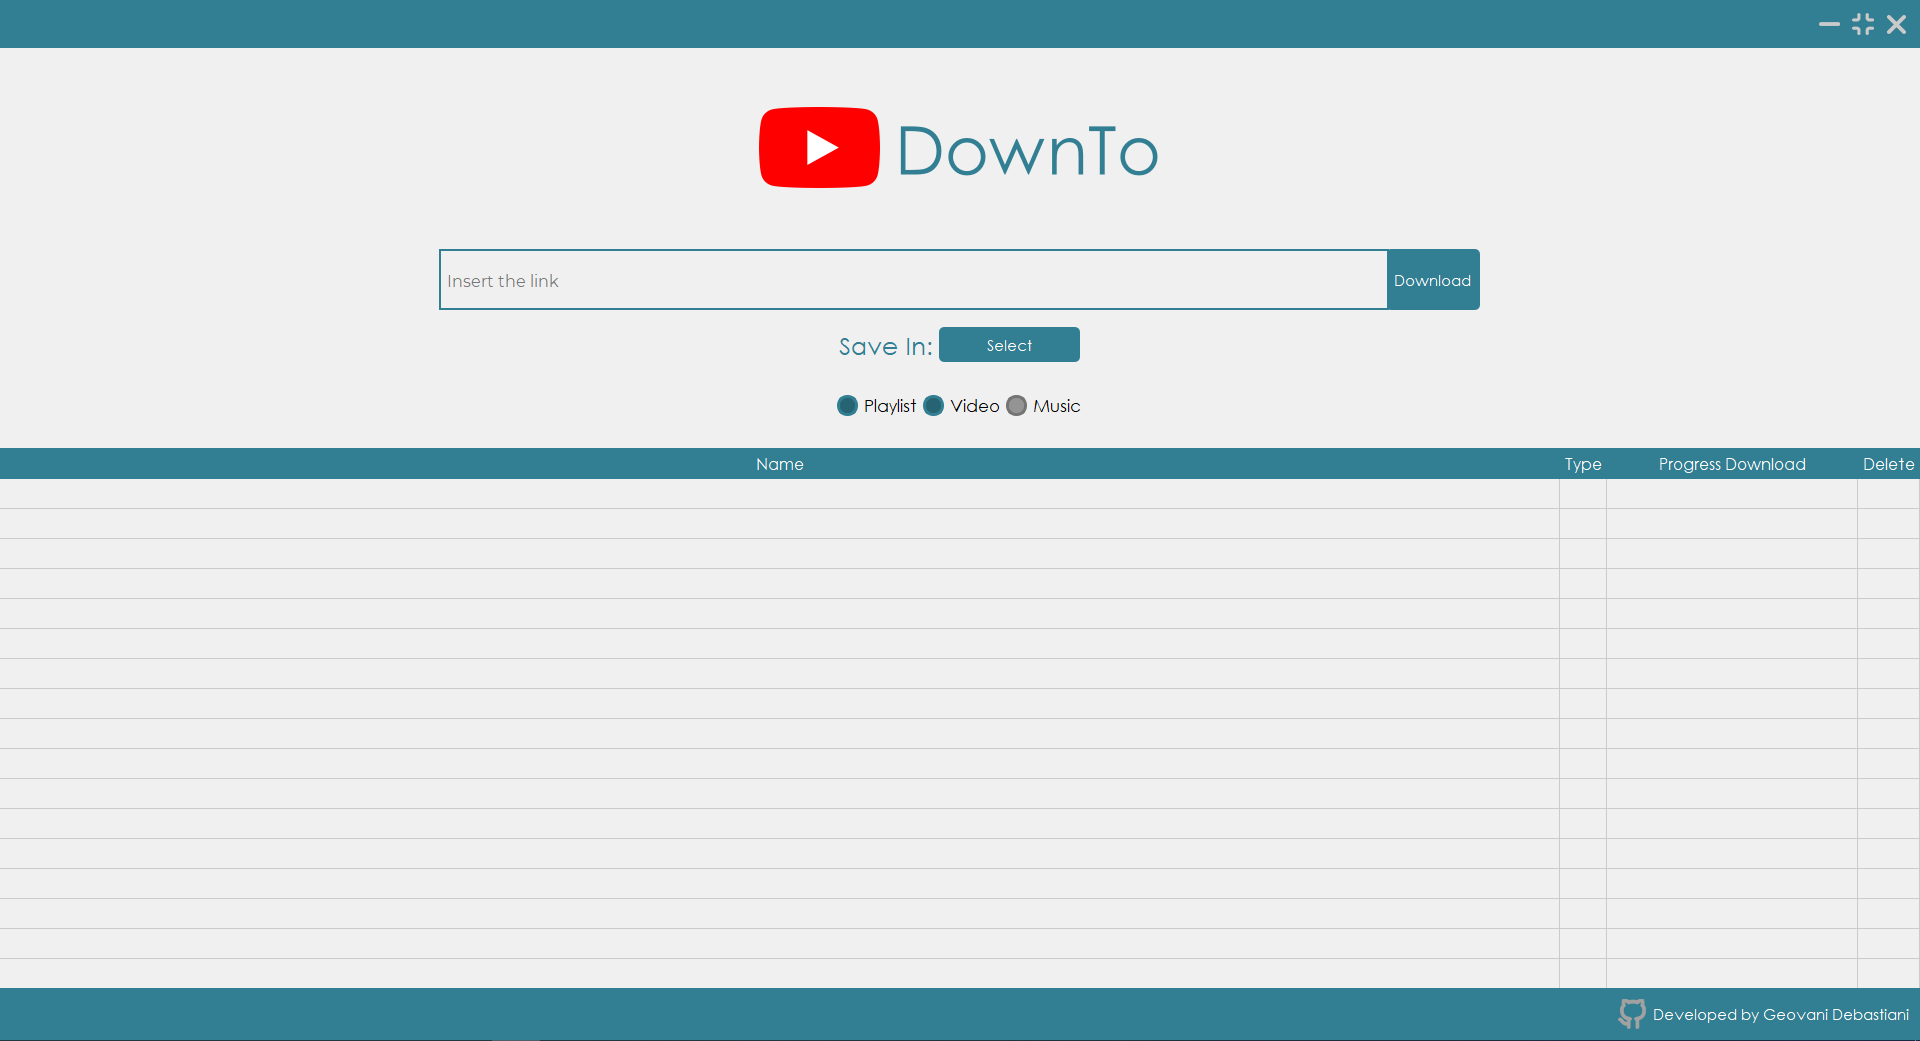 DownTo
Insert the link
Download
Save In:
Select
Playlist Video Music
Name Type Progress Download Delete
Developed by Geovani Debastiani